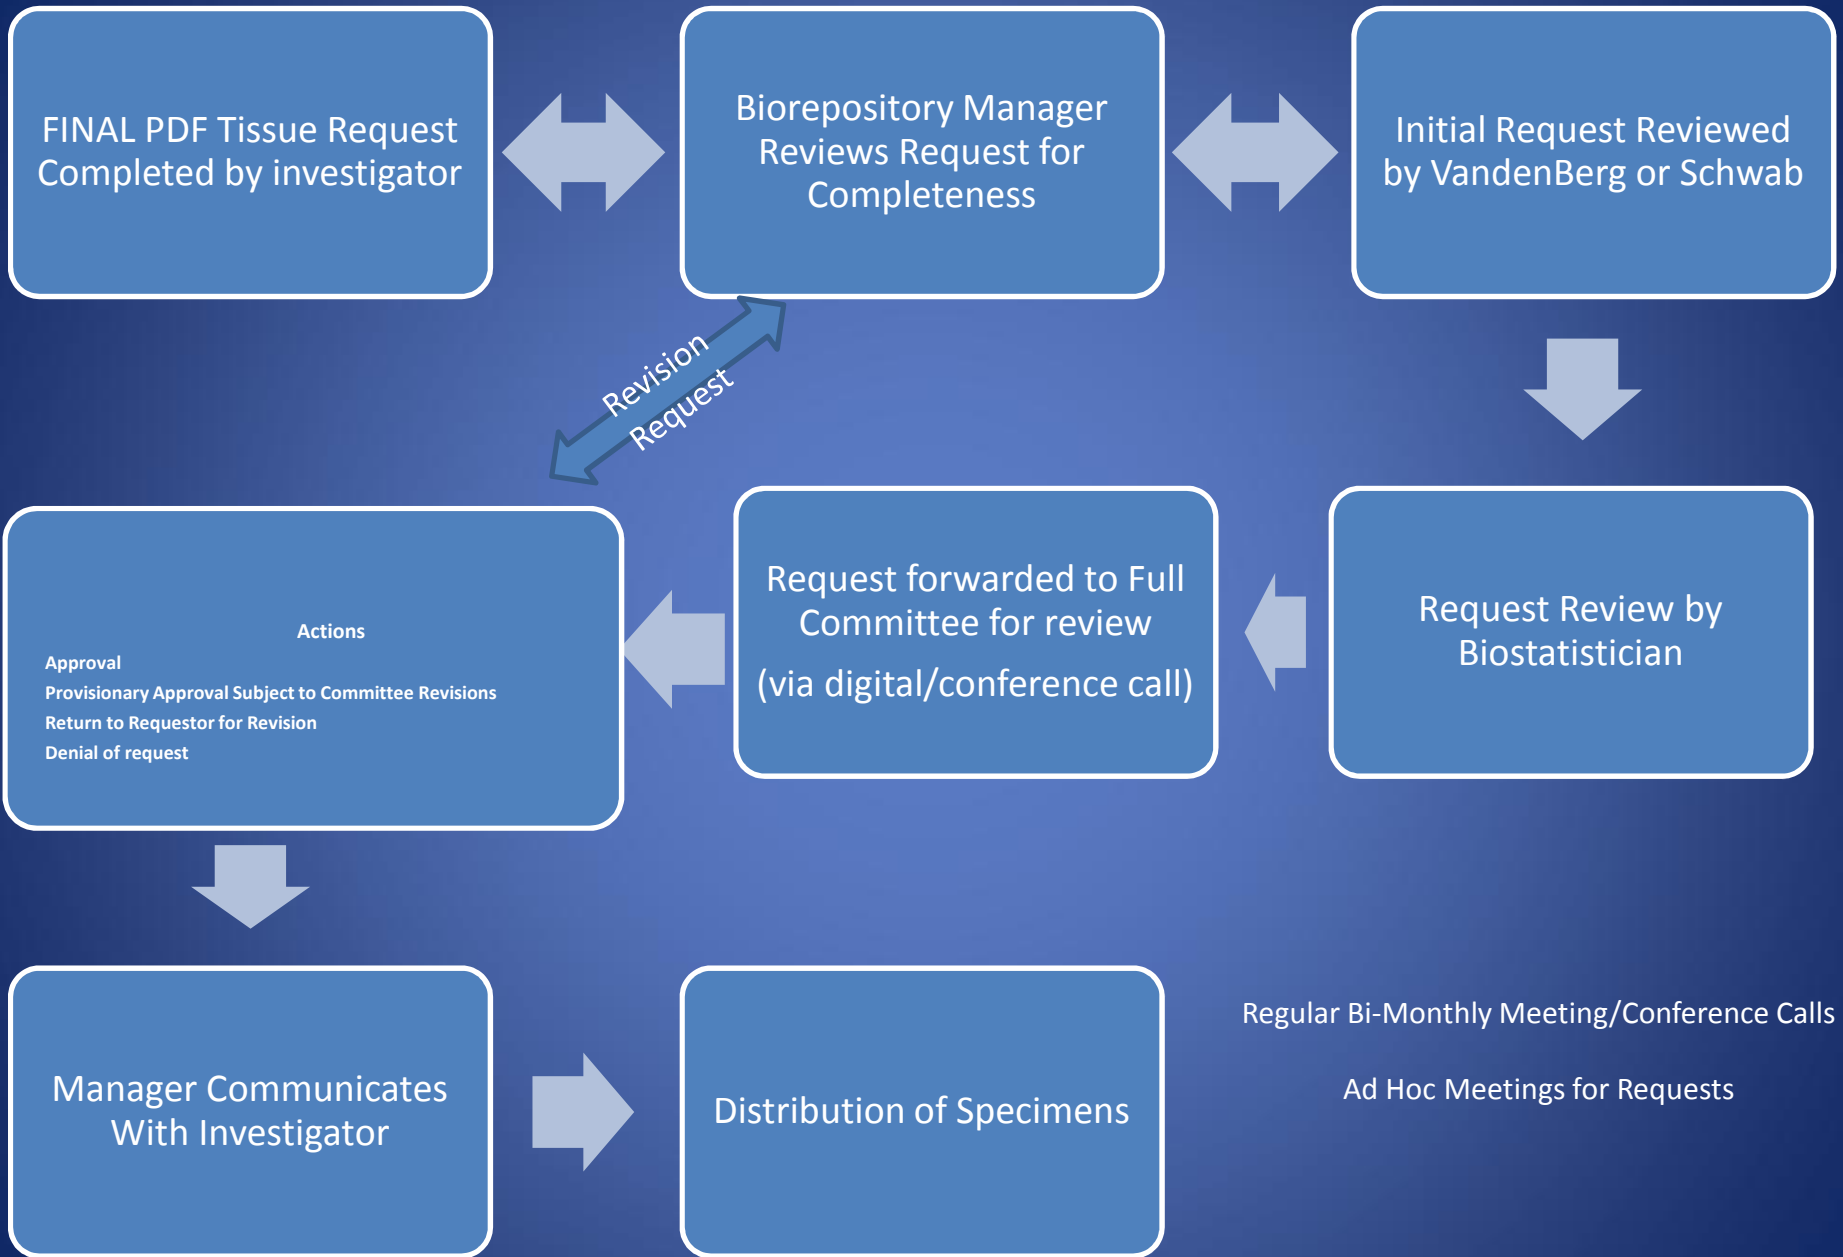 FINAL PDF Tissue Request
Completed by investigator
Biorepository Manager
Reviews Request for
Completeness
Initial Request Reviewed
by VandenBerg or Schwab
Revision
Request
Actions
Approval
Provisionary Approval Subject to Committee Revisions
Return to Requestor for Revision
Denial of request
Request forwarded to Full
Committee for review
(via digital/conference call)
Request Review by
Biostatistician
Manager Communicates
With Investigator
Distribution of Specimens
Regular Bi-Monthly Meeting/Conference Calls
Ad Hoc Meetings for Requests